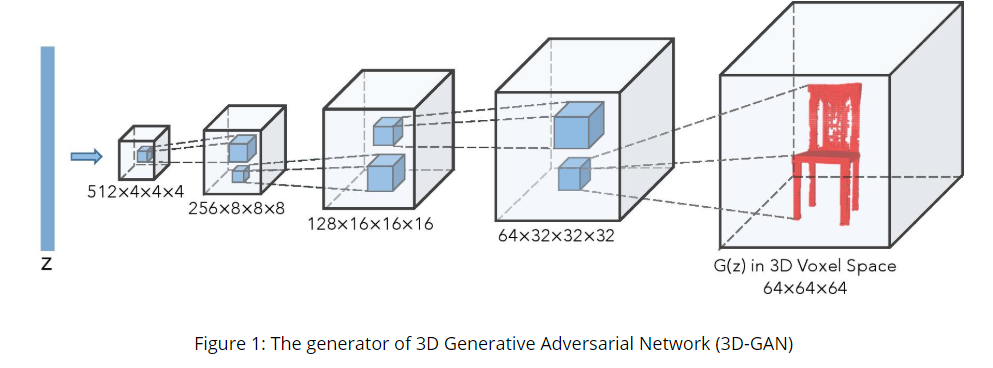 z
512×4×4×4
256×8×8×8
128×16×16×16
64×32×32×32
G(z) in 3D Voxel Space
64×64×64
Figure 1: The generator of 3D Generative Adversarial Network (3D-GAN)